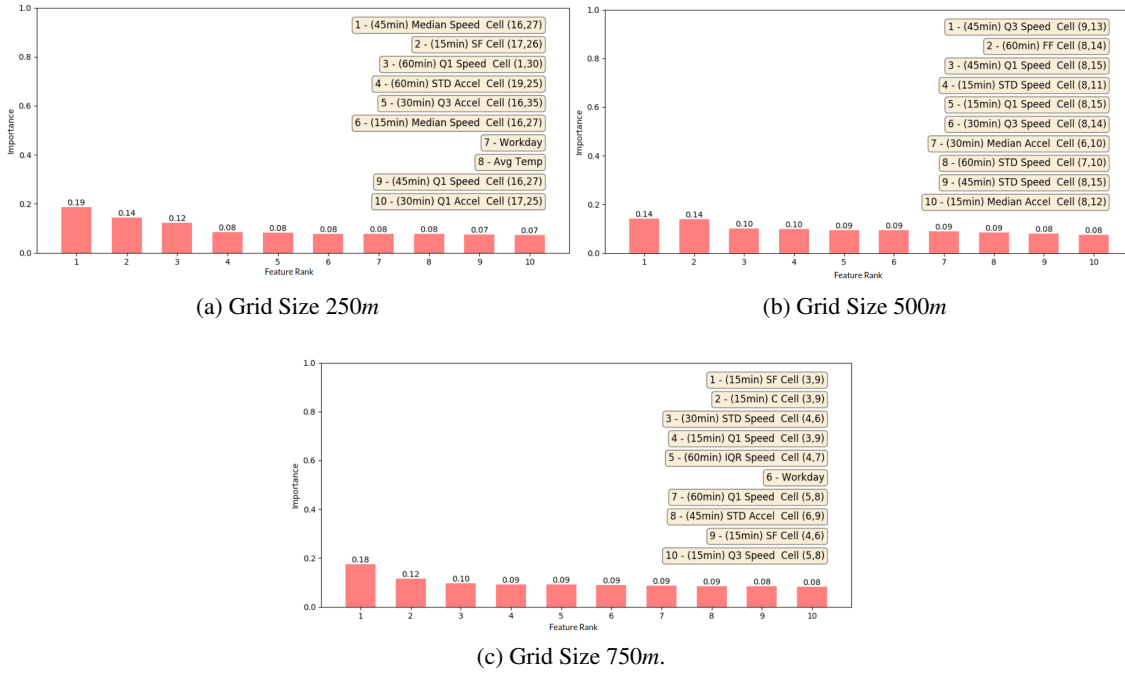 1.0
0.8
0.6
0.4
0.2
0.0
Importance
1 - (45min) Median Speed Cell (16,27)
2 - (15min) SF Cell (17,26)
3 - (60min) Q1 Speed Cell (1,30)
4 - (60min) STD Accel Cell (19,25)
5 - (30min) Q3 Accel Cell (16,35)
6 - (15min) Median Speed Cell (16,27)
7 - Workday
8 - Avg Temp
9 - (45min) Q1 Speed Cell (16,27)
10 - (30min) Q1 Accel Cell (17,25)
0.19 0.14 0.12 0.08 0.08 0.08 0.08 0.08 0.07 0.07
1 2 3 4 5 6 7 8 9 10
Feature Rank
(a) Grid Size 250m
1.0
0.8
0.6
0.4
0.2
0.0
Importance
1 - (45min) Q3 Speed Cell (9,13)
2 - (60min) FF Cell (8,14)
3 - (45min) Q1 Speed Cell (8,15)
4 - (15min) STD Speed Cell (8,11)
5 - (15min) Q1 Speed Cell (8,15)
6 - (30min) Q3 Speed Cell (8,14)
7 - (30min) Median Accel Cell (6,10)
8 - (60min) STD Speed Cell (7,10)
9 - (45min) STD Speed Cell (8,15)
10 - (15min) Median Accel Cell (8,12)
0.14 0.14 0.10 0.10 0.09 0.09 0.09 0.09 0.08 0.08
1 2 3 4 5 6 7 8 9 10
Feature Rank
(b) Grid Size 500m
1.0
0.8
0.6
0.4
0.2
0.0
Importance
1 - (15min) SF Cell (3,9)
2 - (15min) C Cell (3,9)
3 - (30min) STD Speed Cell (4,6)
4 - (15min) Q1 Speed Cell (3,9)
5 - (60min) IQR Speed Cell (4,7)
6 - Workday
7 - (60min) Q1 Speed Cell (5,8)
8 - (45min) STD Accel Cell (6,9)
9 - (15min) SF Cell (4,6)
10 - (15min) Q3 Speed Cell (5,8)
0.18 0.12 0.10 0.09 0.09 0.09 0.09 0.09 0.08 0.08
1 2 3 4 5 6 7 8 9 10
Feature Rank
(c) Grid Size 750m.